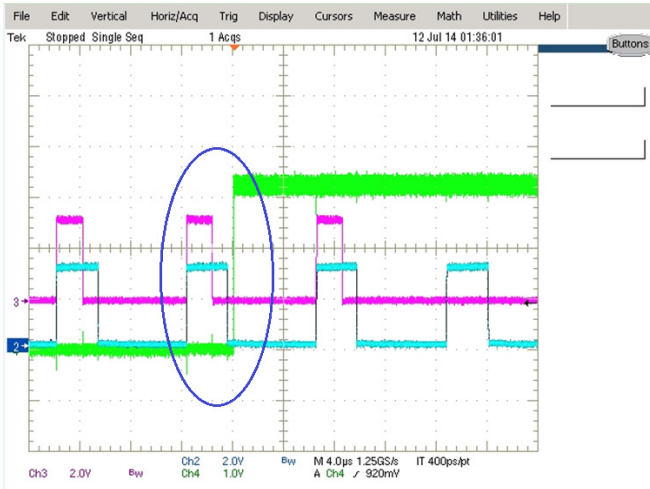 File Edit Vertical Horiz/Acq Trig Display Cursors Measure Math Utilities Help
Tek Stopped Single Seq 1 Acqs 12 Jul 14 01:36:01
Buttons
3
2
Ch2 2.0V Bw M 4.0µs 1.25GS/s IT 400ps/pt
Ch3 2.0V Bw Ch4 1.0V A Ch4 920mV